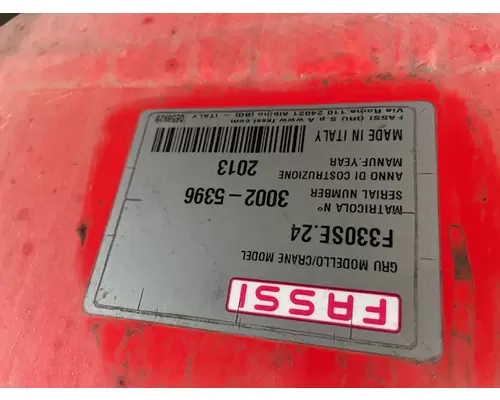 FASSI
GRU MODELLO/CRANE MODEL
F330SE.24
MATRICOLA N°
SERIAL NUMBER
3002-5396
ANNO DI COSTRUZIONE
MANUF. YEAR
2013
MADE IN ITALY
FASSI GRU S.p.A www.fassi.com
Via Roma, 110 24021 Albino (BG) - ITALY